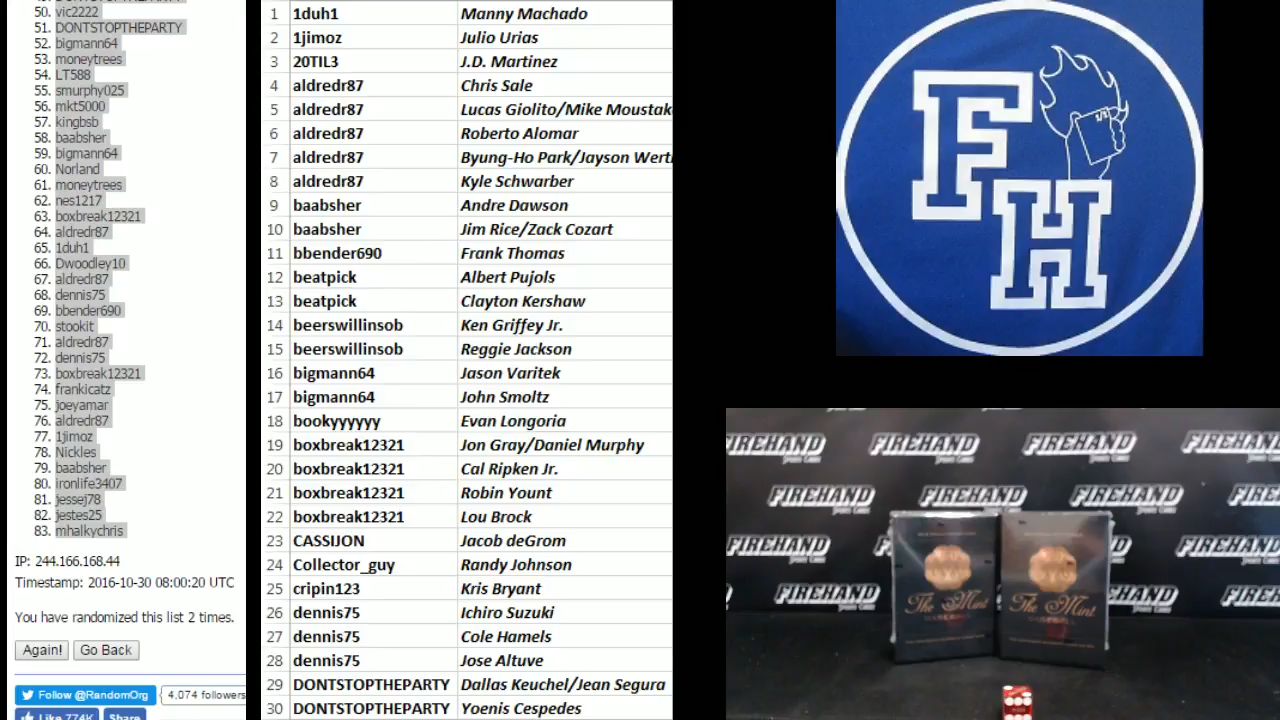 50. vic2222
51. DONTSTOPTHEPARTY
52. bigmann64
53. moneytrees
54. LT588
55. smurphy025
56. mkt5000
57. kingbsb
58. baabsher
59. bigmann64
60. Norland
61. moneytrees
62. nes1217
63. boxbreak12321
64. aldredr87
65. 1duh1
66. Dwoodley10
67. aldredr87
68. dennis75
69. bbender690
70. stookit
71. aldredr87
72. dennis75
73. boxbreak12321
74. frankicatz
75. joeyamar
76. aldredr87
77. 1jimoz
78. Nickles
79. baabsher
80. ironlife3407
81. jessej78
82. jestes25
83. mhalkychris
IP: 244.166.168.44
Timestamp: 2016-10-30 08:00:20 UTC
You have randomized this list 2 times.
Again! Go Back
Follow @RandomOrg 4,074 followers
Like 774K Share
1 1duh1 Manny Machado
2 1jimoz Julio Urias
3 20TIL3 J.D. Martinez
4 aldredr87 Chris Sale
5 aldredr87 Lucas Giolito/Mike Moustak
6 aldredr87 Roberto Alomar
7 aldredr87 Byung-Ho Park/Jayson Wert
8 aldredr87 Kyle Schwarber
9 baabsher Andre Dawson
10 baabsher Jim Rice/Zack Cozart
11 bbender690 Frank Thomas
12 beatpick Albert Pujols
13 beatpick Clayton Kershaw
14 beerswillinsob Ken Griffey Jr.
15 beerswillinsob Reggie Jackson
16 bigmann64 Jason Varitek
17 bigmann64 John Smoltz
18 bookyyyyyy Evan Longoria
19 boxbreak12321 Jon Gray/Daniel Murphy
20 boxbreak12321 Cal Ripken Jr.
21 boxbreak12321 Robin Yount
22 boxbreak12321 Lou Brock
23 CASSIJON Jacob deGrom
24 Collector_guy Randy Johnson
25 cripin123 Kris Bryant
26 dennis75 Ichiro Suzuki
27 dennis75 Cole Hamels
28 dennis75 Jose Altuve
29 DONTSTOPTHEPARTY Dallas Keuchel/Jean Segura
30 DONTSTOPTHEPARTY Yoenis Cespedes
F
H
FIREHAND FIREHAND FIREHAND FIREHAND
FIREHAND FIREHAND FIREHAND
FIREHAND FIREHAND
FIREHAND FIREHAND
The Mint The Mint